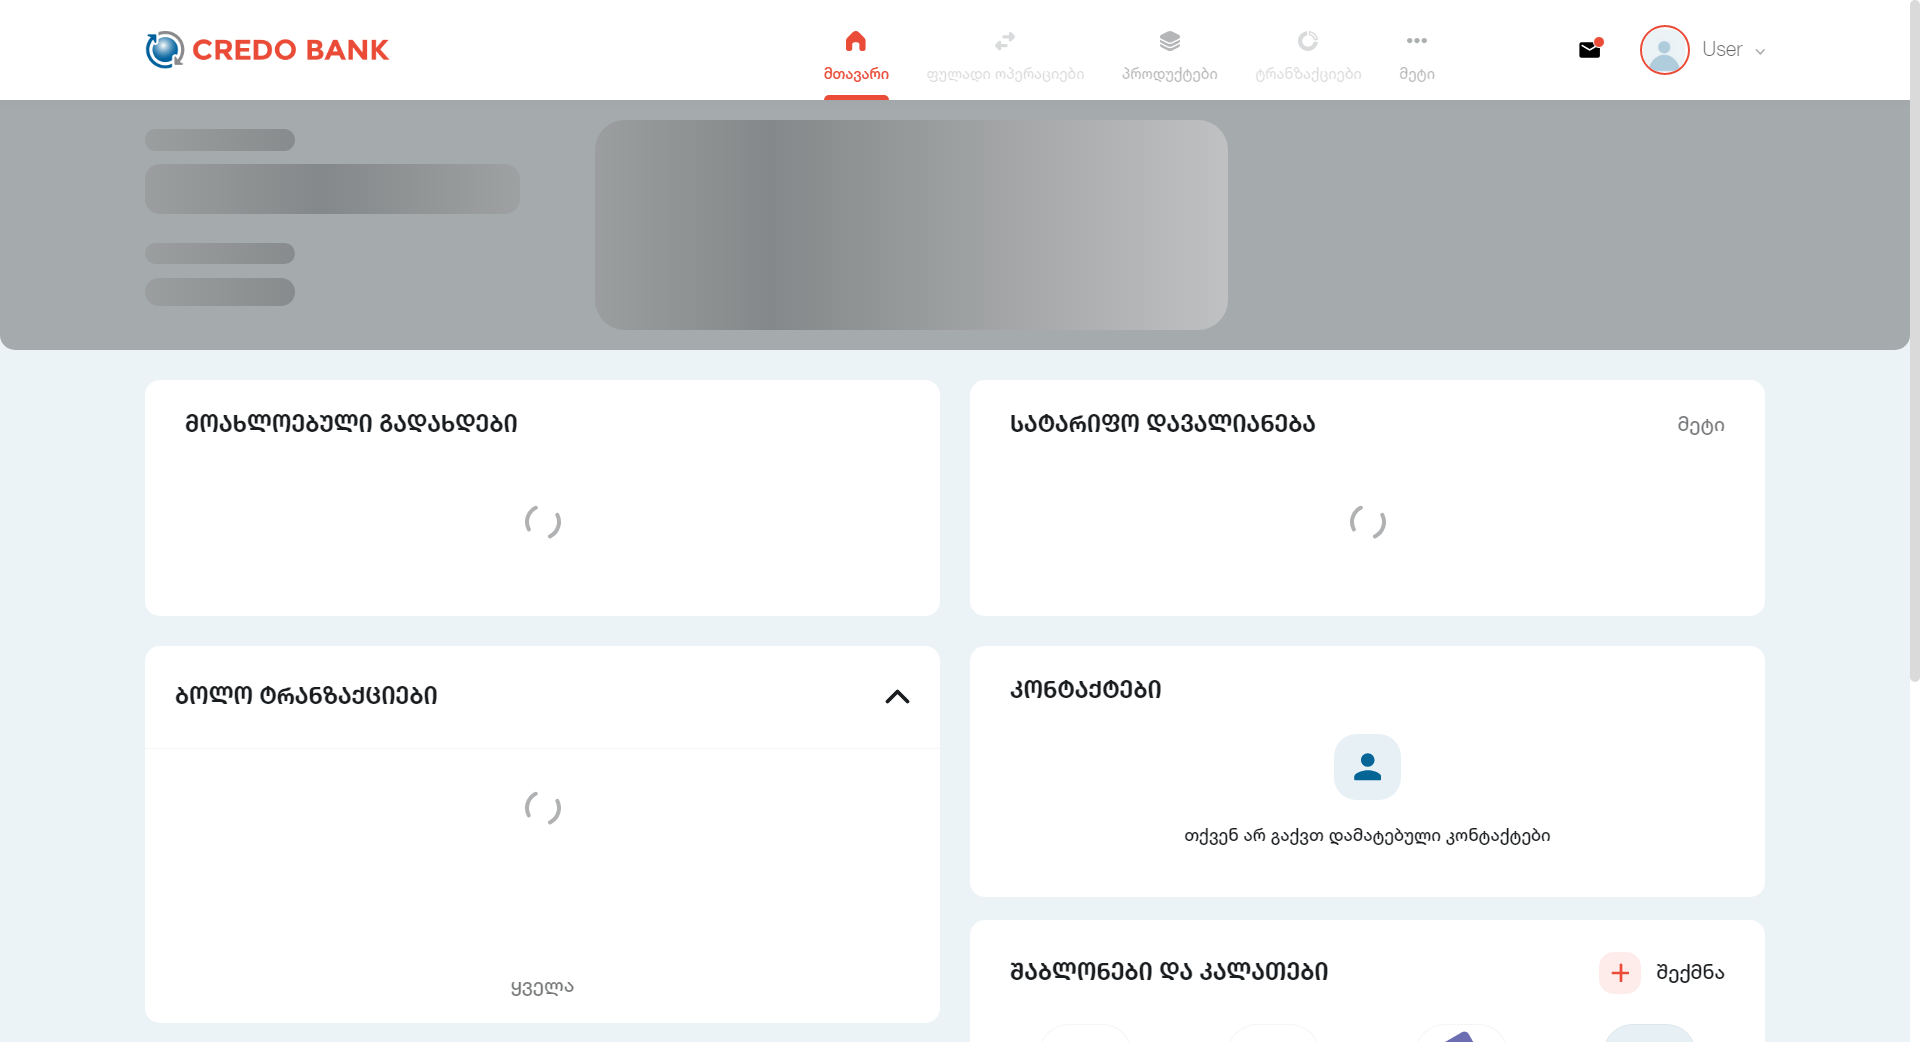 CREDO BANK
მთავარი
ფულადი ოპერაციები
პროდუქტები
ტრანზაქციები
მეტი
User
მოახლოებული გადახდები
სატარიფო დავალიანება
მეტი
ბოლო ტრანზაქციები
კონტაქტები
თქვენ არ გაქვთ დამატებული კონტაქტები
ყველა
შაბლონები და კალათები
შექმნა